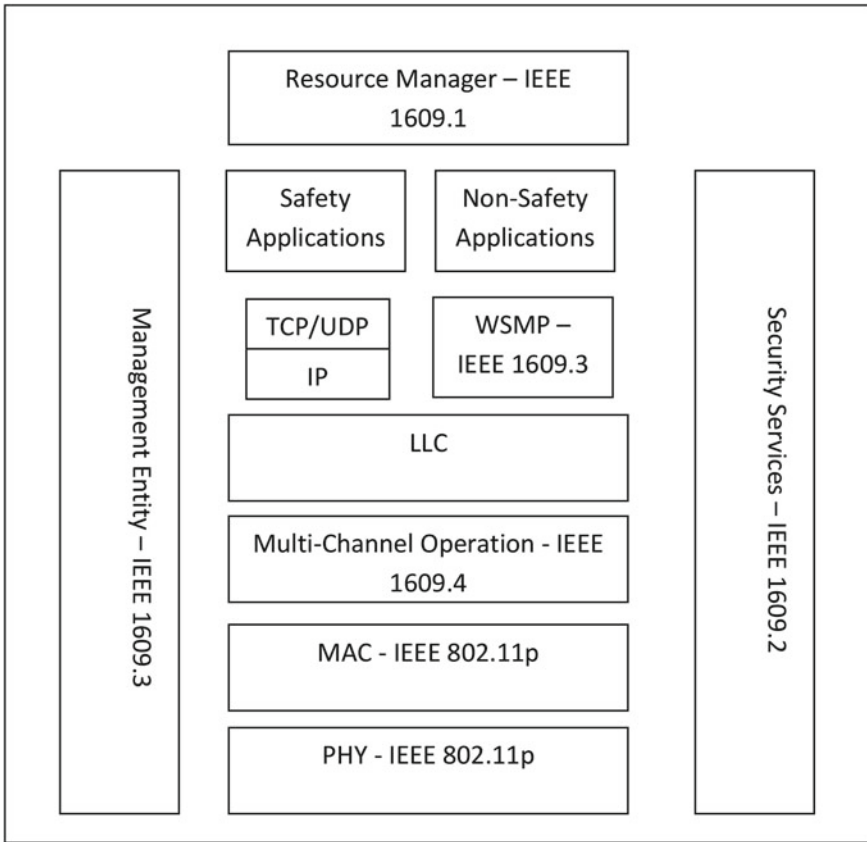 Resource Manager – IEEE
1609.1
Safety
Applications
Non-Safety
Applications
Management Entity – IEEE 1609.3
TCP/UDP
IP
WSMP –
IEEE 1609.3
Security Services – IEEE 1609.2
LLC
Multi-Channel Operation - IEEE
1609.4
MAC - IEEE 802.11p
PHY - IEEE 802.11p